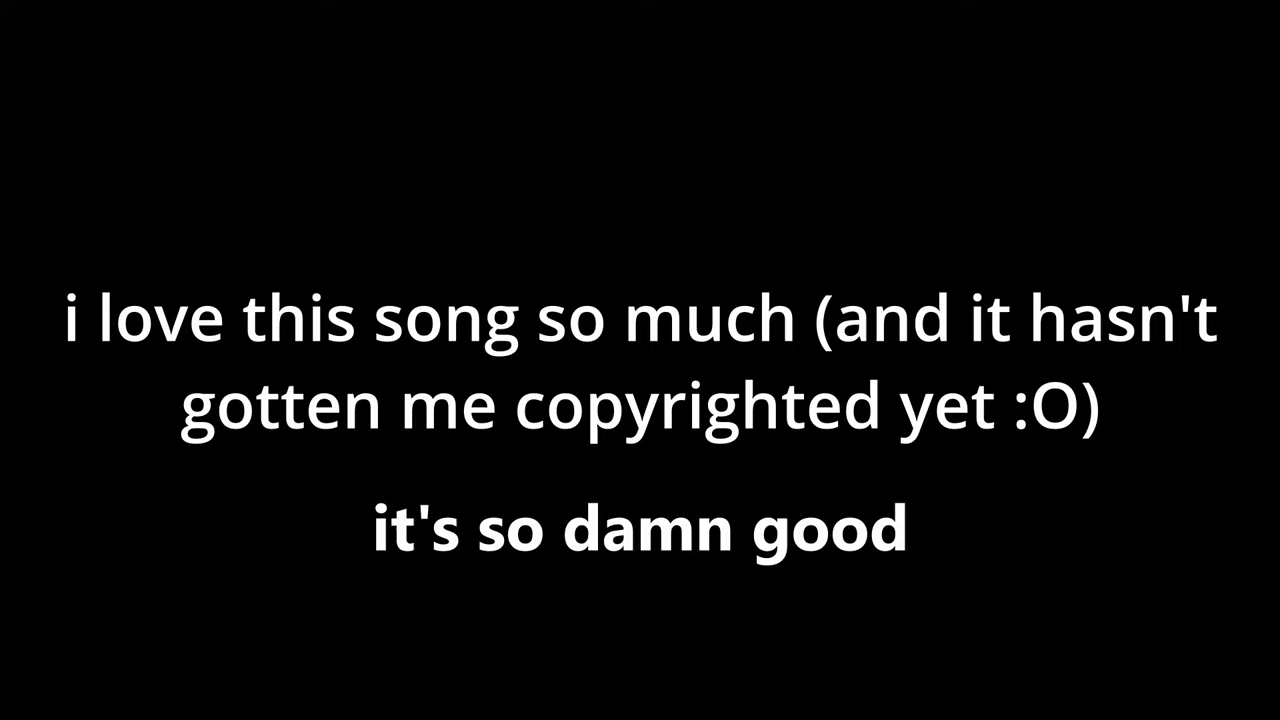 i love this song so much (and it hasn't
gotten me copyrighted yet :O)
it's so damn good